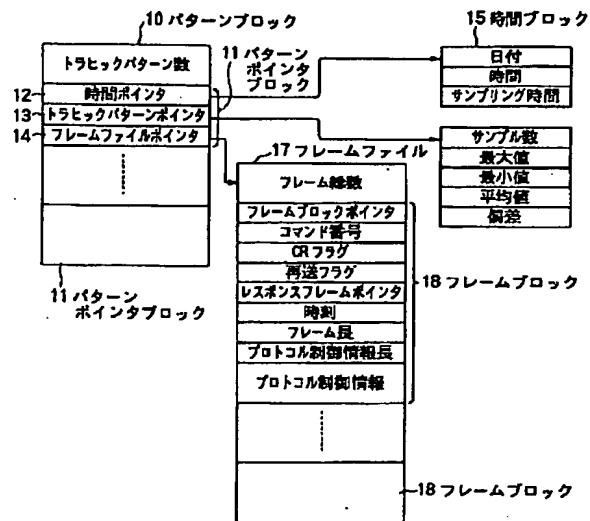 10 パターンブロック
トラヒックパターン数
12
時間ポインタ
13
トラヒックパターンポインタ
14
フレームファイルポインタ
11 パターン
ポインタ
ブロック
11 パターン
ポインタブロック
15 時間ブロック
日付
時間
サンプリング時間
サンプル数
最大値
最小値
平均値
偏差
17 フレームファイル
フレーム総数
フレームブロックポインタ
コマンド番号
CRフラグ
再送フラグ
レスポンスフレームポインタ
時刻
フレーム長
プロトコル制御情報長
プロトコル制御情報
18 フレームブロック
18 フレームブロック